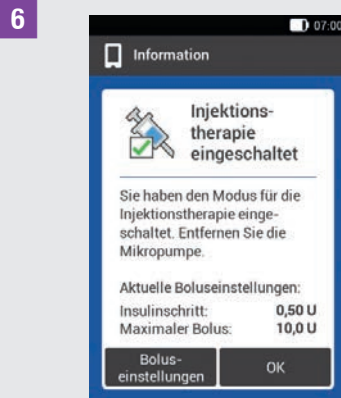 6
07:00
Information
Injektions-
therapie
eingeschaltet
Sie haben den Modus für die
Injektionstherapie einge-
schaltet. Entfernen Sie die
Mikropumpe.
Aktuelle Boluseinstellungen:
Insulinschritt: 0,50 U
Maximaler Bolus: 10,0 U
Bolus-
einstellungen
OK